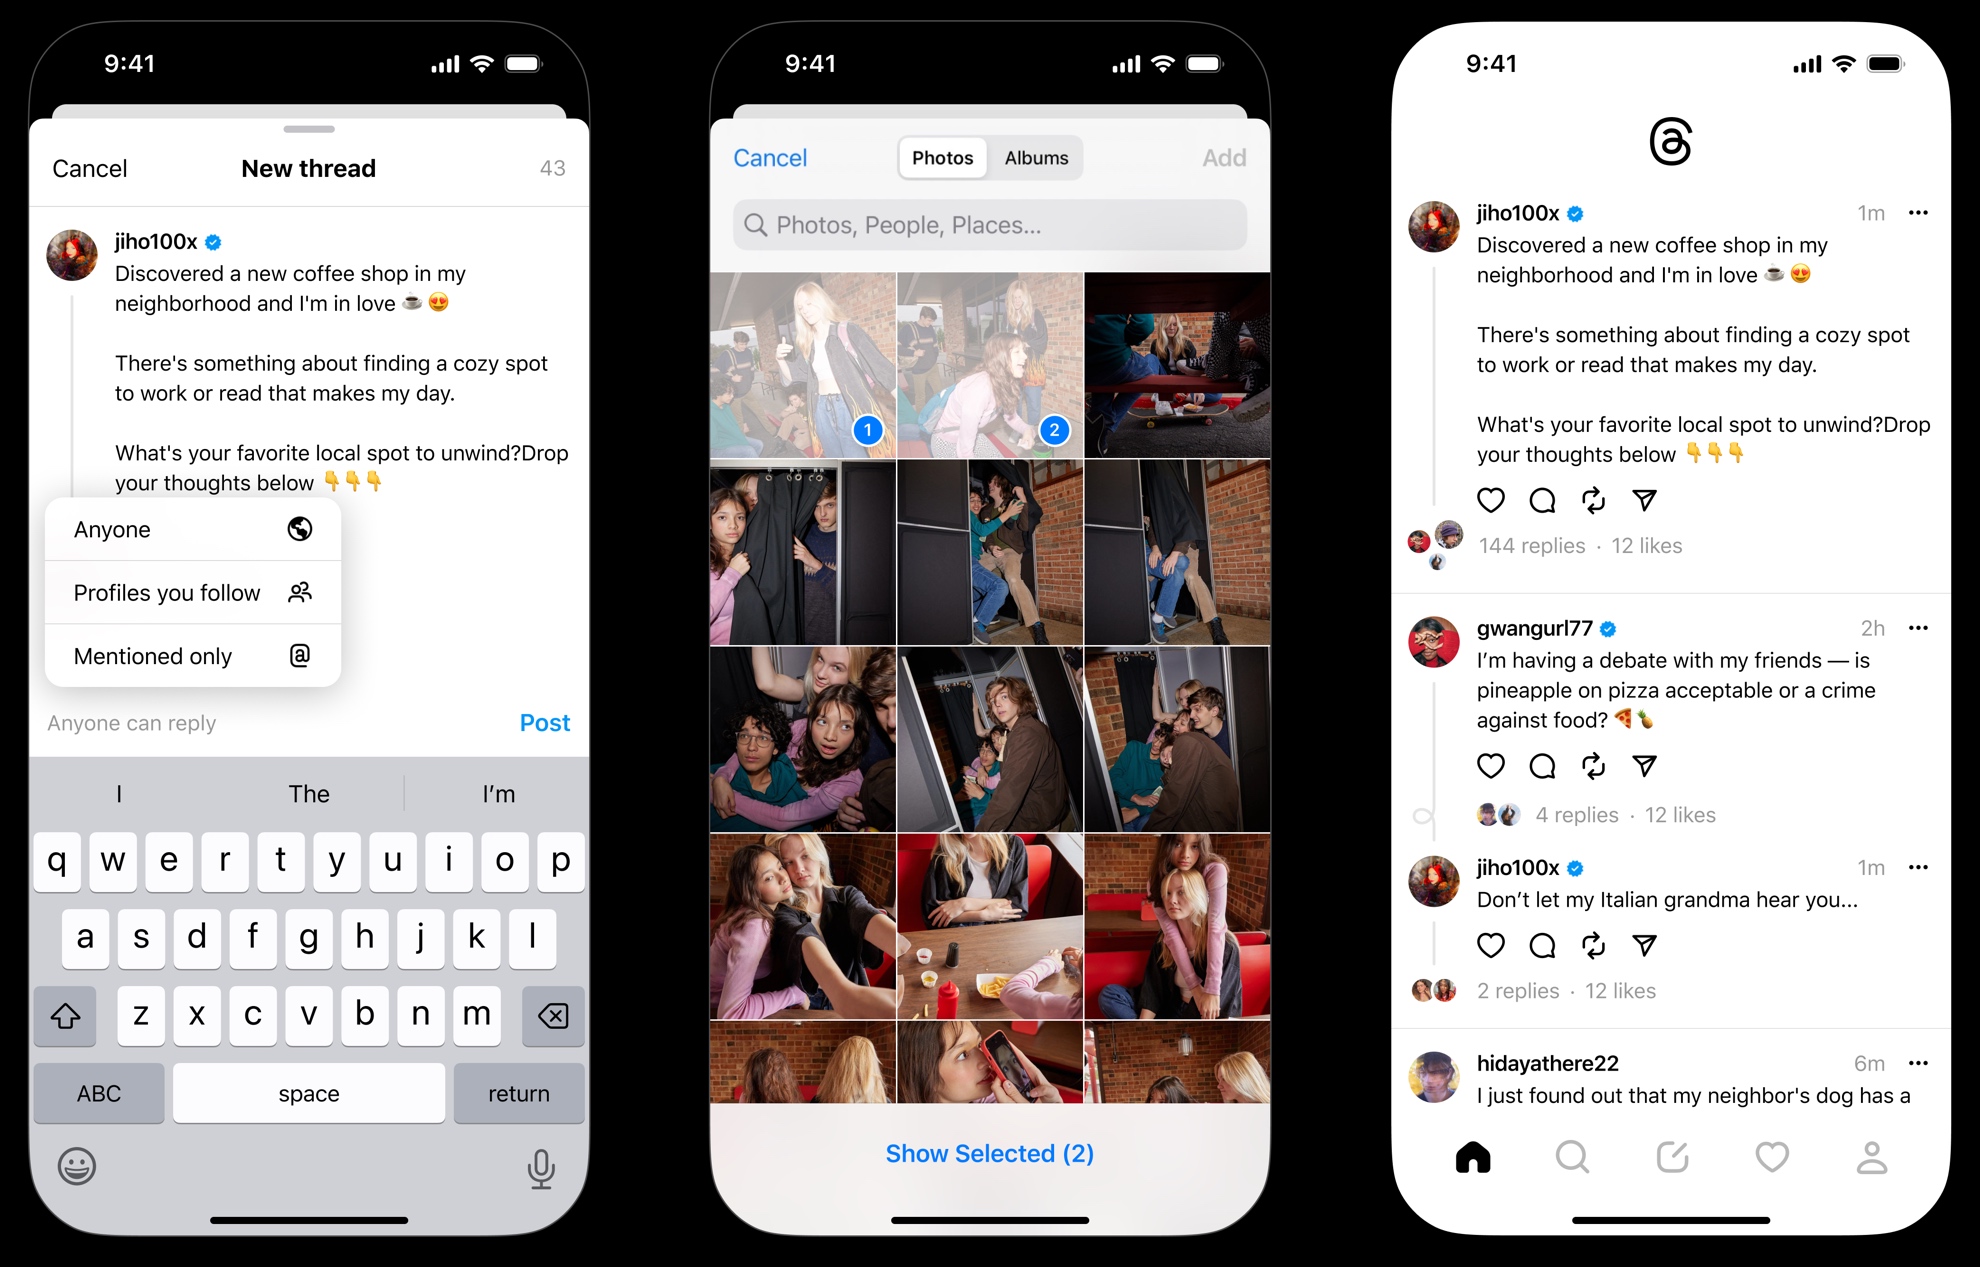 9:41
Cancel
New thread
43
jiho100x
Discovered a new coffee shop in my
neighborhood and I'm in love ☕😍
There's something about finding a cozy spot
to work or read that makes my day.
What's your favorite local spot to unwind?Drop
your thoughts below 👇👇👇
Anyone
Profiles you follow
Mentioned only
Anyone can reply
Post
I
The
I’m
q w e r t y u i o p
a s d f g h j k l
z x c v b n m
ABC
space
return
9:41
Cancel
Photos
Albums
Add
Photos, People, Places...
1
2
Show Selected (2)
9:41
jiho100x
1m
Discovered a new coffee shop in my
neighborhood and I'm in love ☕😍
There's something about finding a cozy spot
to work or read that makes my day.
What's your favorite local spot to unwind?Drop
your thoughts below 👇👇👇
144 replies · 12 likes
gwangurl77
2h
I’m having a debate with my friends — is
pineapple on pizza acceptable or a crime
against food? 🍕🍍
4 replies · 12 likes
jiho100x
1m
Don’t let my Italian grandma hear you...
2 replies · 12 likes
hidayathere22
6m
I just found out that my neighbor's dog has a